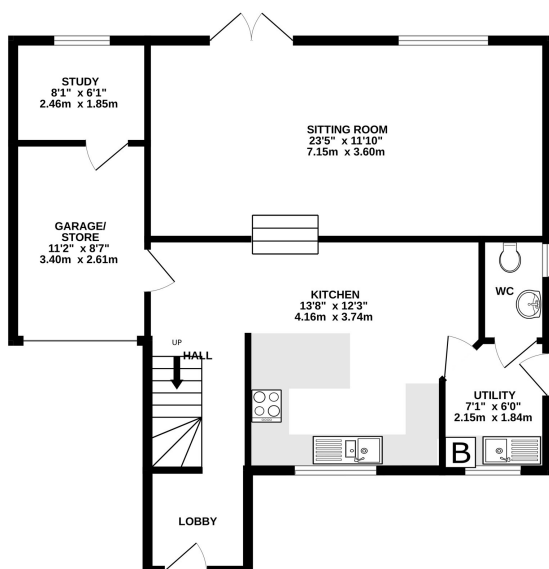 STUDY
8'1" x 6'1"
2.46m x 1.85m
SITTING ROOM
23'5" x 11'10"
7.15m x 3.60m
GARAGE/
STORE
11'2" x 8'7"
3.40m x 2.61m
KITCHEN
13'8" x 12'3"
4.16m x 3.74m
WC
UP
HALL
UTILITY
7'1" x 6'0"
2.15m x 1.84m
B
LOBBY